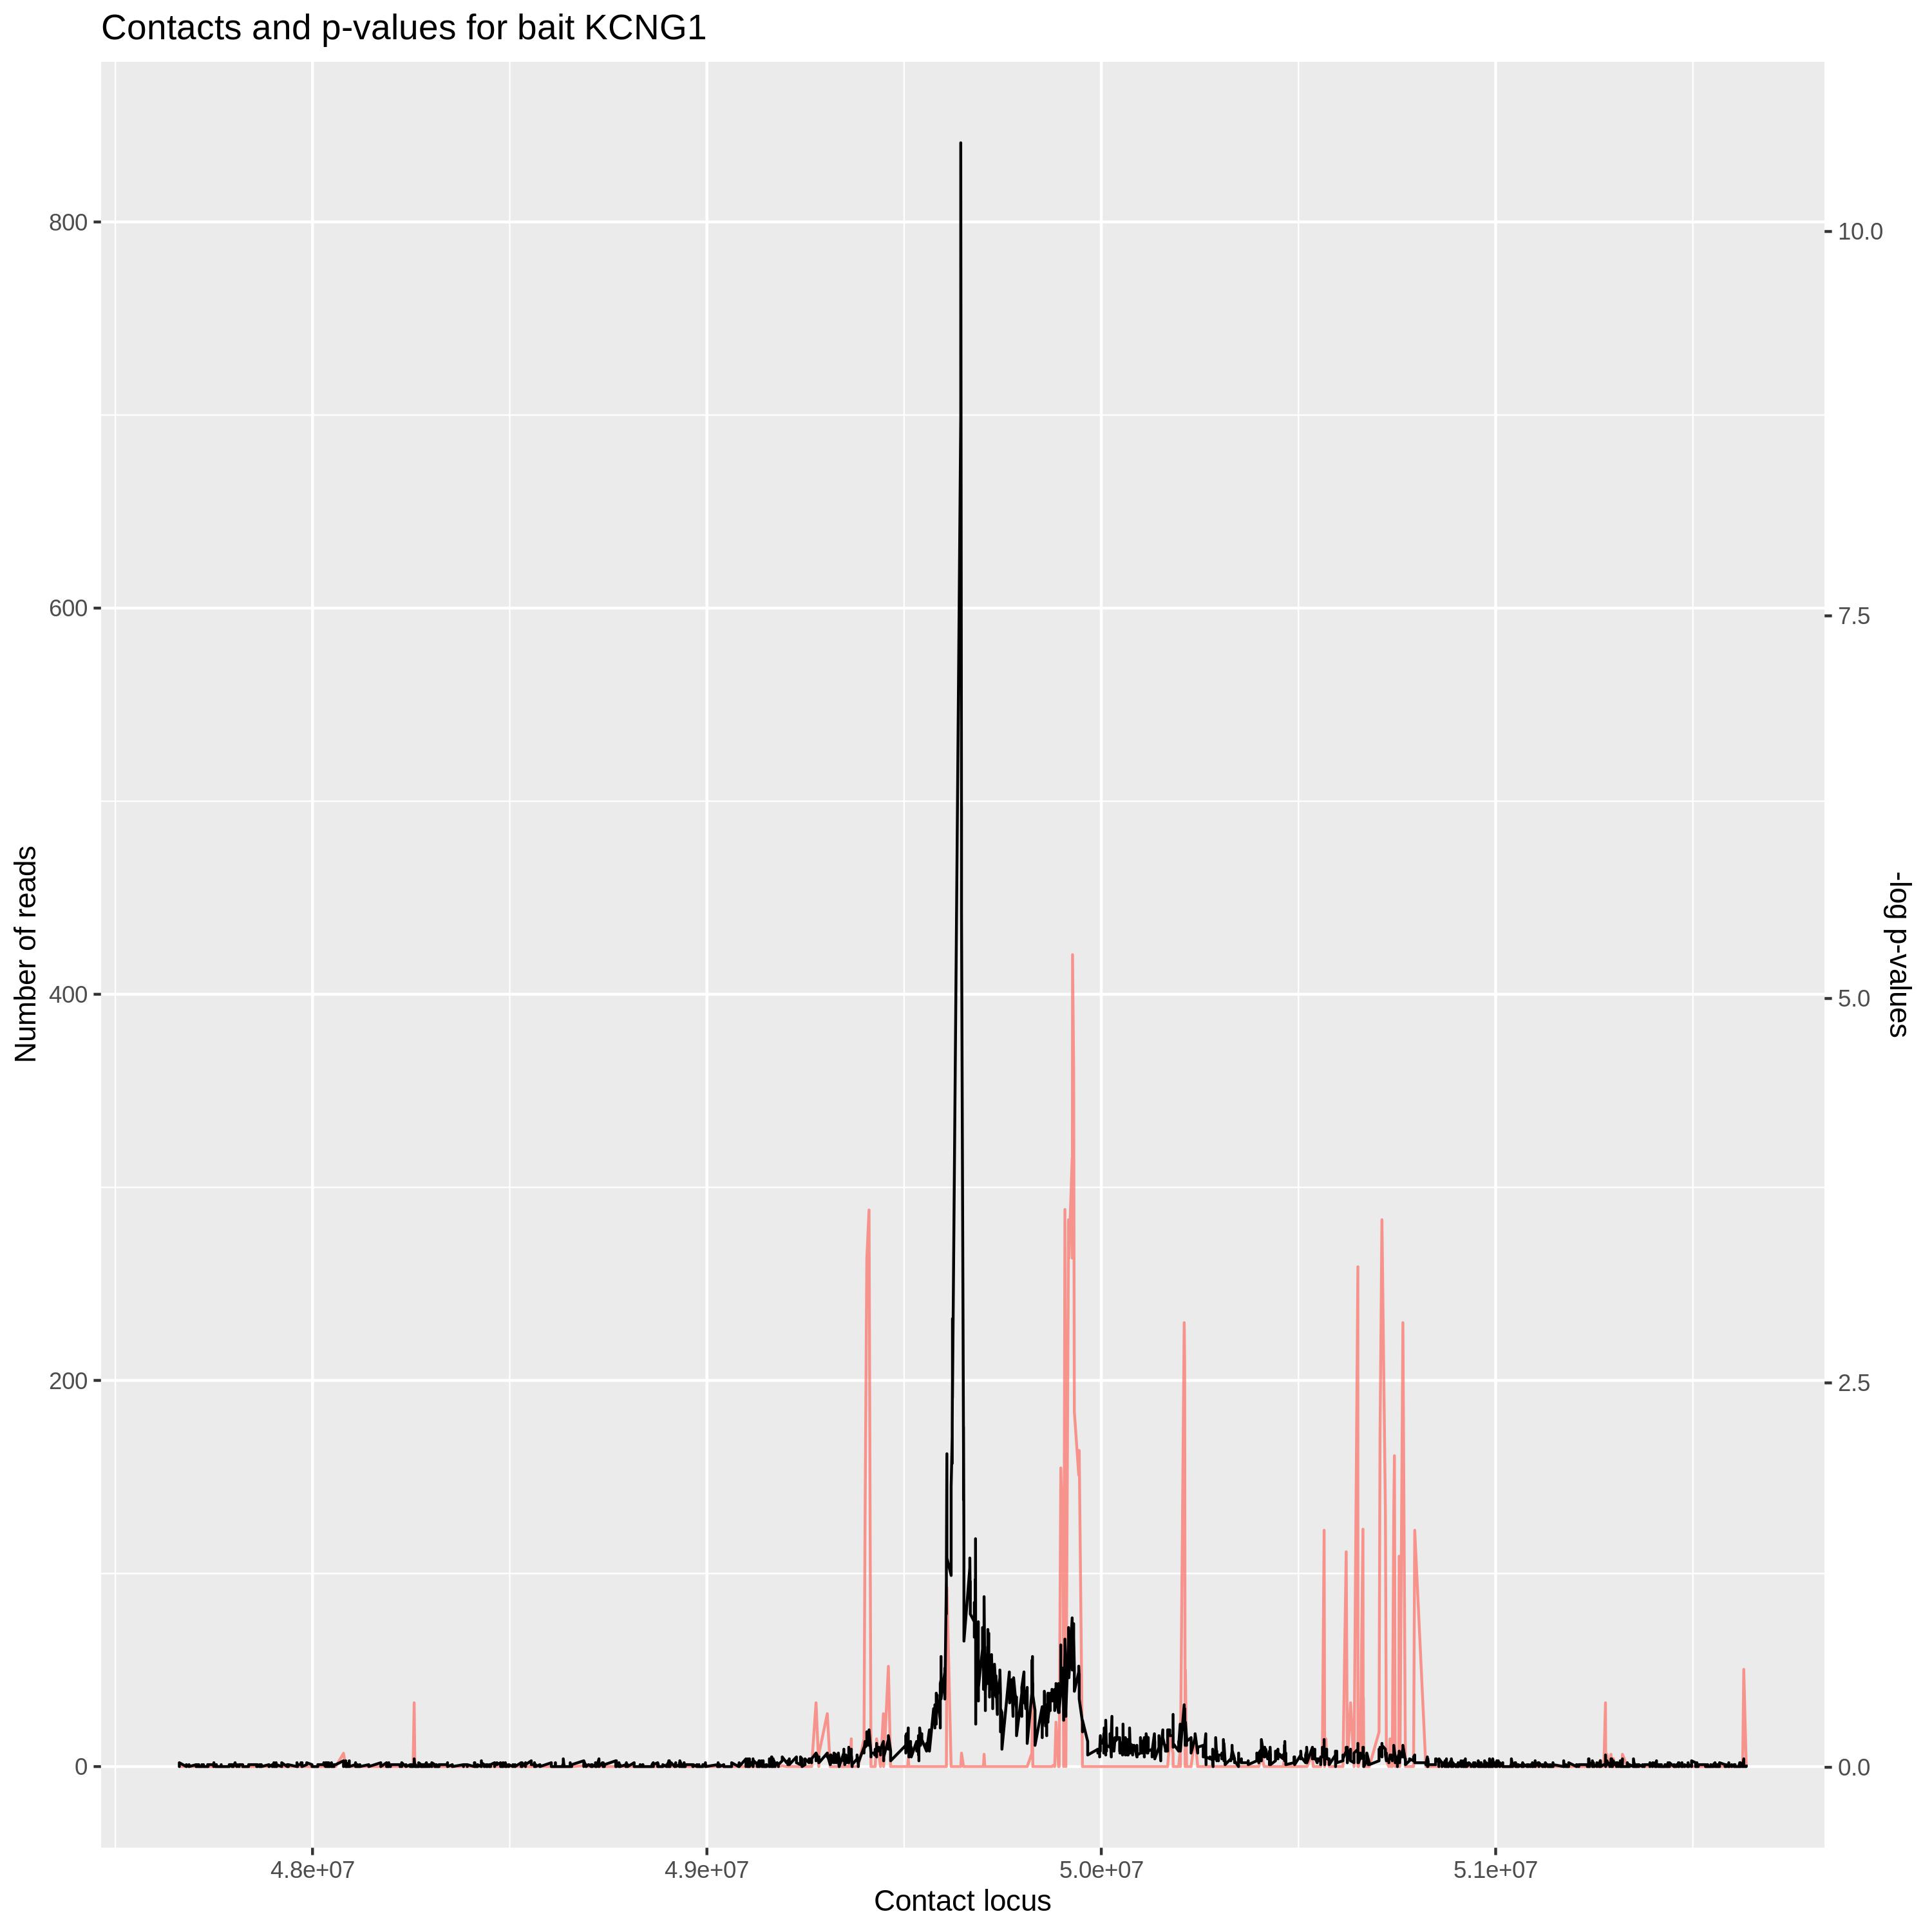 Contacts and p-values for bait KCNG1
800
600
400
200
0
10.0
7.5
5.0
2.5
0.0
Number of reads
-log p-values
4.8e+07
4.9e+07
5.0e+07
5.1e+07
Contact locus